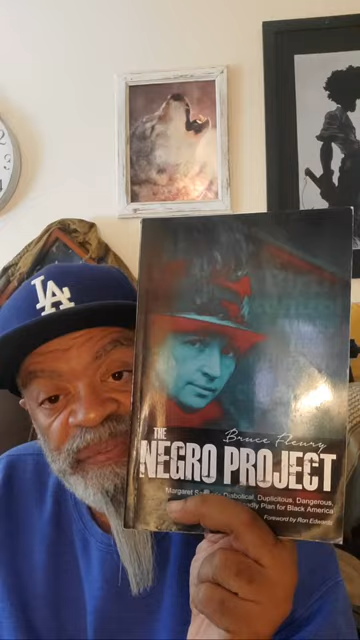 LA
Bruce Fleury
THE
NEGRO PROJECT
Margaret Diabolical, Duplicitous, Dangerous,
Plan for Black America
Foreword by Ron Edwards